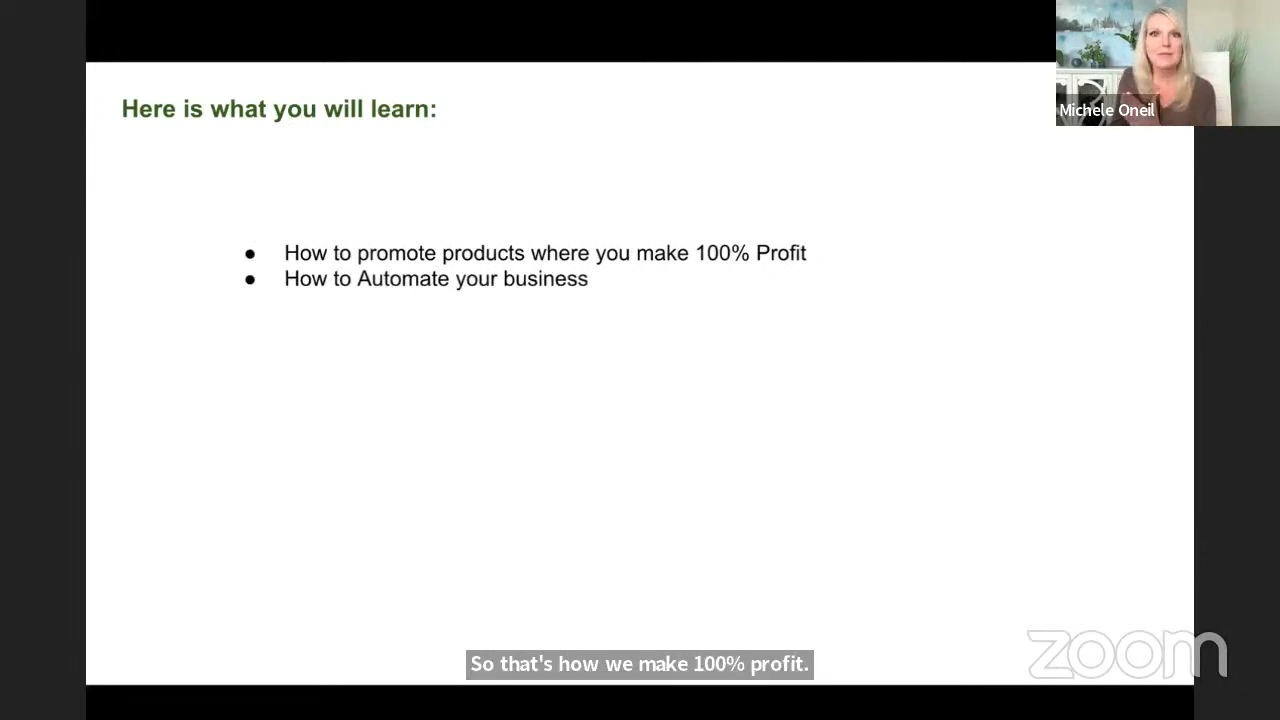 Here is what you will learn:
Michele Oneil
● How to promote products where you make 100% Profit
● How to Automate your business
So that's how we make 100% profit.
zoom